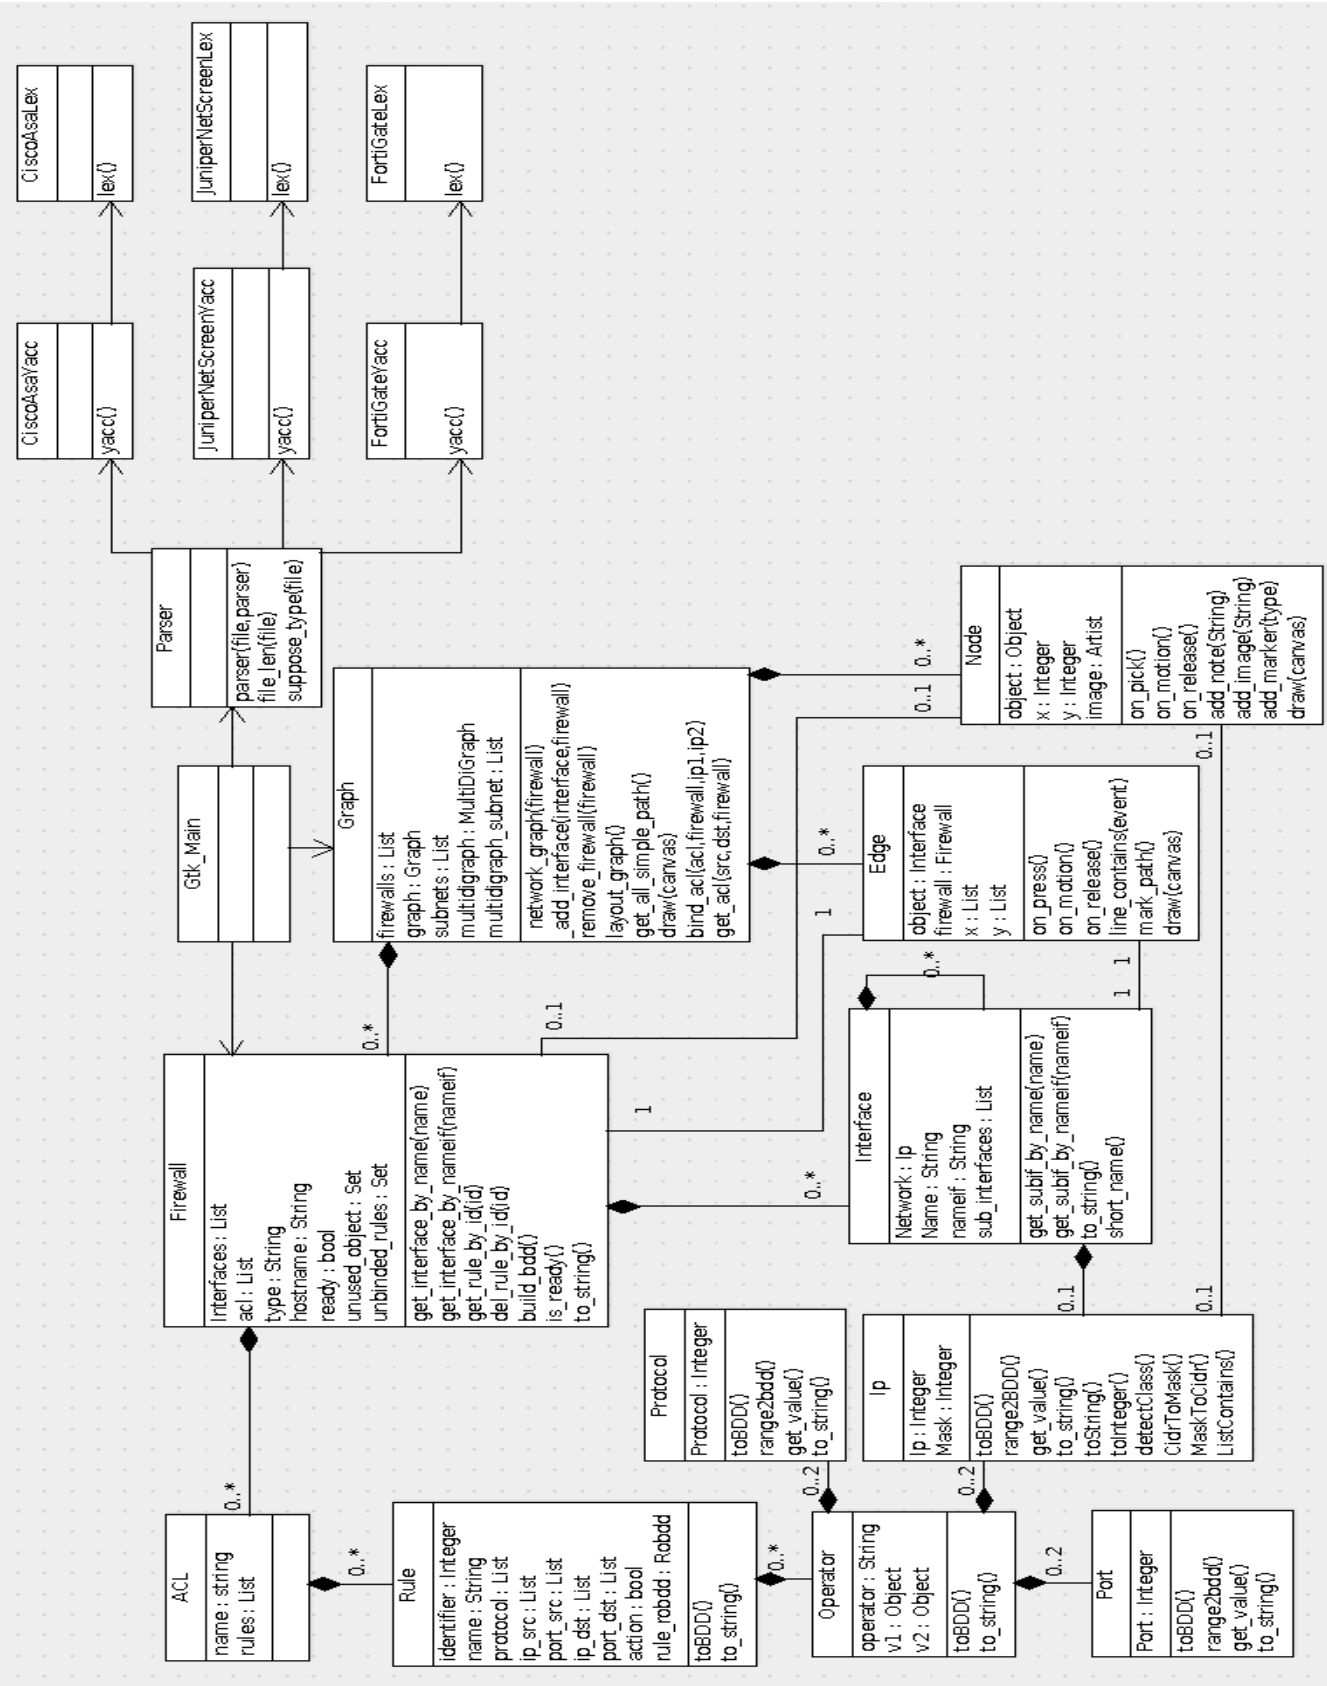 CiscoAsaLex
lex()
JuniperNetScreenLex
lex()
FortiGateLex
lex()
CiscoAsaYacc
yacc()
JuniperNetScreenYacc
yacc()
FortiGateYacc
yacc()
Parser
parser(file,parser)
file_len(file)
suppose_type(file)
Gtk_Main
Graph
firewalls : List
graph : Graph
subnets : List
multidigraph : MultiDiGraph
multidigraph_subnet : List
network_graph(firewall)
_add_interface(interface,firewall)
remove_firewall(firewall)
layout_graph()
get_all_simple_path()
draw(canvas)
bind_acl(acl,firewall,ip1,ip2)
get_acl(src,dst,firewall)
0..*
0..1
Node
object : Object
x : Integer
y : Integer
image : Artist
on_pick()
on_motion()
on_release()
add_note(String)
add_image(String)
add_marker(type)
draw(canvas)
0..1
0..*
1
Edge
object : Interface
firewall : Firewall
x : List
y : List
on_press()
on_motion()
on_release()
line_contains(event)
mark_path()
draw(canvas)
1
1
0..*
0..*
0..1
1
Firewall
Interfaces : List
acl : List
type : String
hostname : String
ready : bool
unused_object : Set
unbinded_rules : Set
get_interface_by_name(name)
get_interface_by_nameif(nameif)
get_rule_by_id(id)
del_rule_by_id(id)
build_bdd()
is_ready()
to_string()
0..*
Interface
Network : Ip
Name : String
nameif : String
sub_interfaces : List
get_subif_by_name(name)
get_subif_by_nameif(nameif)
to_string()
short_name()
0..1
0..1
Protocol
Protocol : Integer
toBDD()
range2bdd()
get_value()
to_string()
0..2
Ip
Ip : Integer
Mask : Integer
toBDD()
range2BDD()
get_value()
to_string()
toString()
toInteger()
detectClass()
CidrToMask()
MaskToCidr()
ListContains()
0..2
0..*
ACL
name : string
rules : List
0..*
Rule
identifier : Integer
name : String
protocol : List
ip_src : List
port_src : List
ip_dst : List
port_dst : List
action : bool
rule_robdd : Robdd
toBDD()
to_string()
0..*
Operator
operator : String
v1 : Object
v2 : Object
toBDD()
to_string()
0..2
Port
Port : Integer
toBDD()
range2bdd()
get_value()
to_string()